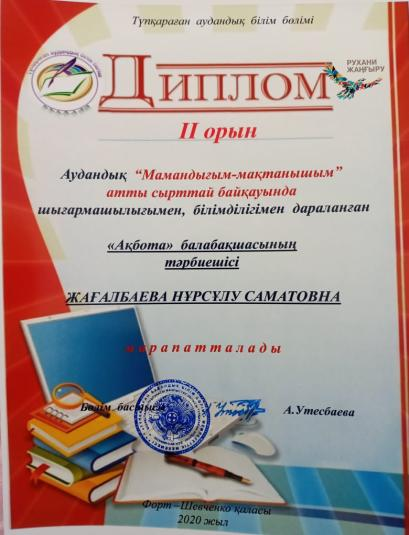 Түпқараған аудандық білім бөлімі
ДИПЛОМ
РУХАНИ
ЖАҢҒЫРУ
II орын
Аудандық “Мамандығым-мақтанышым”
атты сырттай байқауында
шығармашылығымен, білімділігімен дараланған
«Ақбота» балабақшасының
тәрбиешісі
ЖАҒАЛБАЕВА НҰРСҰЛУ САМАТОВНА
марапатталады
Бөлім басшысы
А.Утесбаева
Форт–Шевченко қаласы
2020 жыл